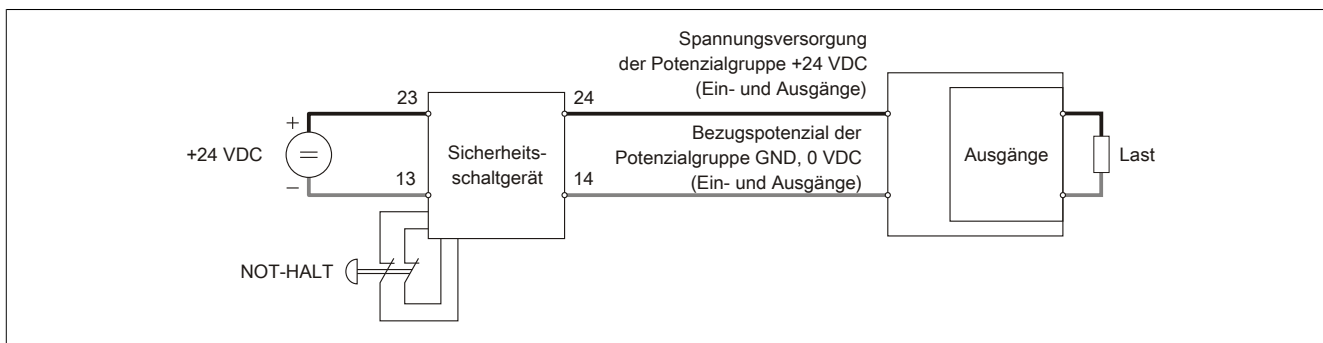 Spannungsversorgung
der Potenzialgruppe +24 VDC
(Ein- und Ausgänge)
23
24
+
+24 VDC
−
Sicherheits-
schaltgerät
Bezugspotenzial der
Potenzialgruppe GND, 0 VDC
(Ein- und Ausgänge)
13
14
Ausgänge
Last
NOT-HALT